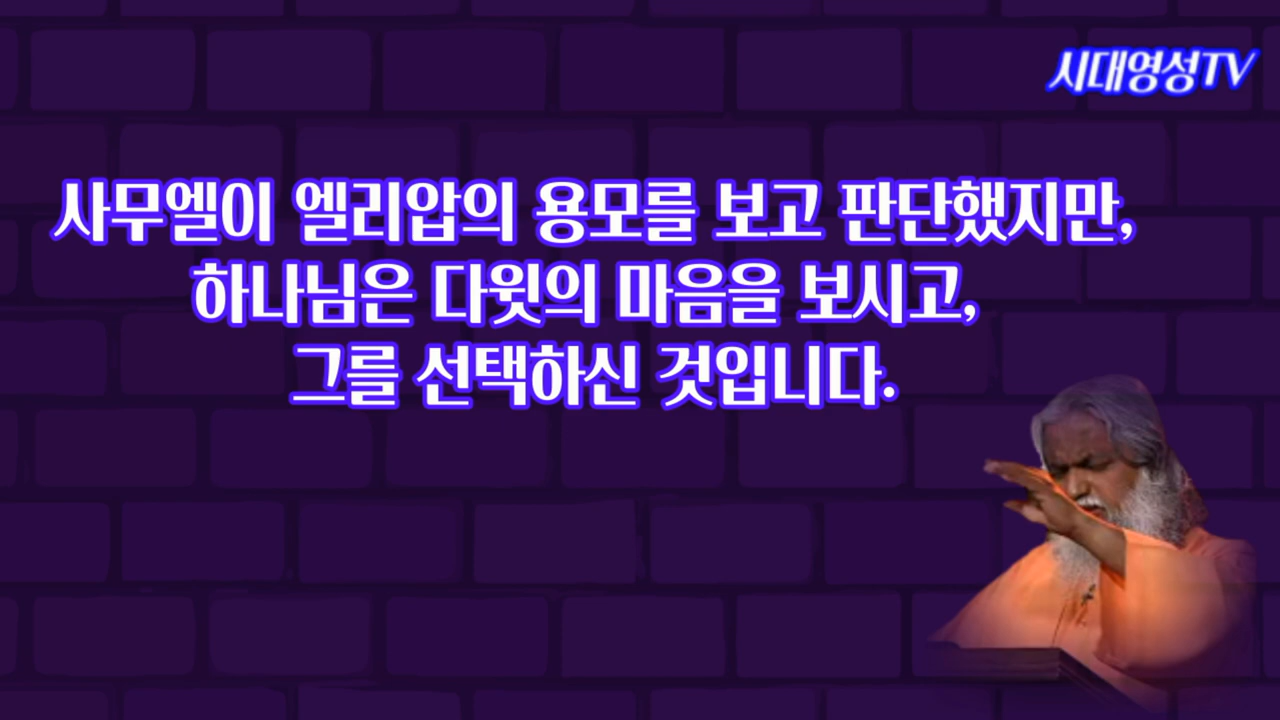 시대영성TV
사무엘이 엘리압의 용모를 보고 판단했지만,
하나님은 다윗의 마음을 보시고,
그를 선택하신 것입니다.